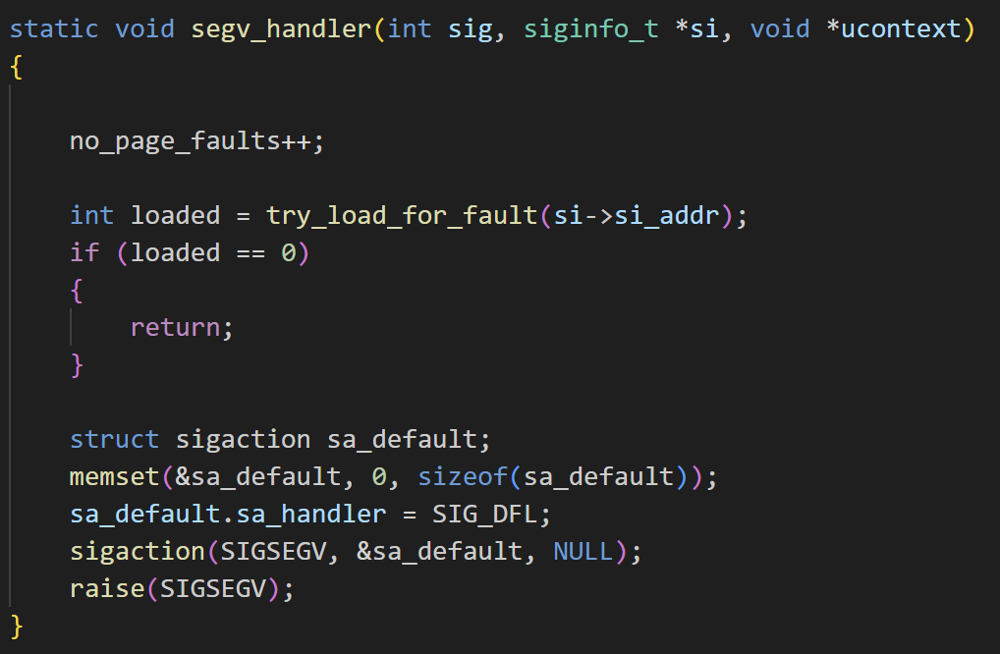 static void segv_handler(int sig, siginfo_t *si, void *ucontext)
{
no_page_faults++;
int loaded = try_load_for_fault(si->si_addr);
if (loaded == 0)
{
return;
}
struct sigaction sa_default;
memset(&sa_default, 0, sizeof(sa_default));
sa_default.sa_handler = SIG_DFL;
sigaction(SIGSEGV, &sa_default, NULL);
raise(SIGSEGV);
}